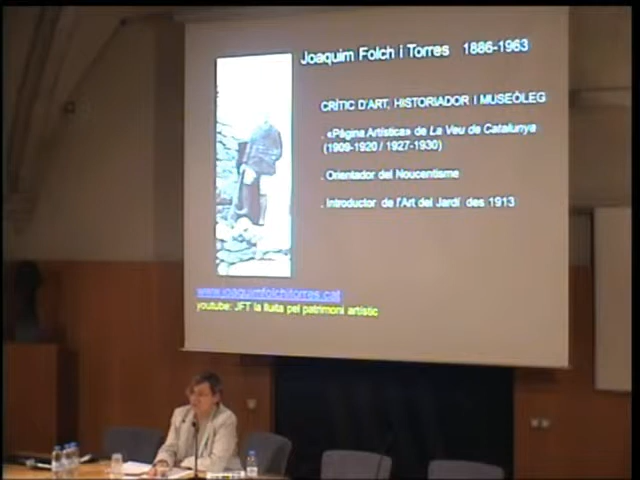 Joaquim Folch i Torres 1886-1963
CRÍTIC D'ART, HISTORIADOR I MUSEÒLEG
. «Pàgina Artística» de La Veu de Catalunya
(1909-1920 / 1927-1930)
. Orientador del Noucentisme
. Introductor de l'Art del Jardí des 1913
www.joaquimfolchitorres.cat
youtube: JFT la lluita pel patrimoni artístic